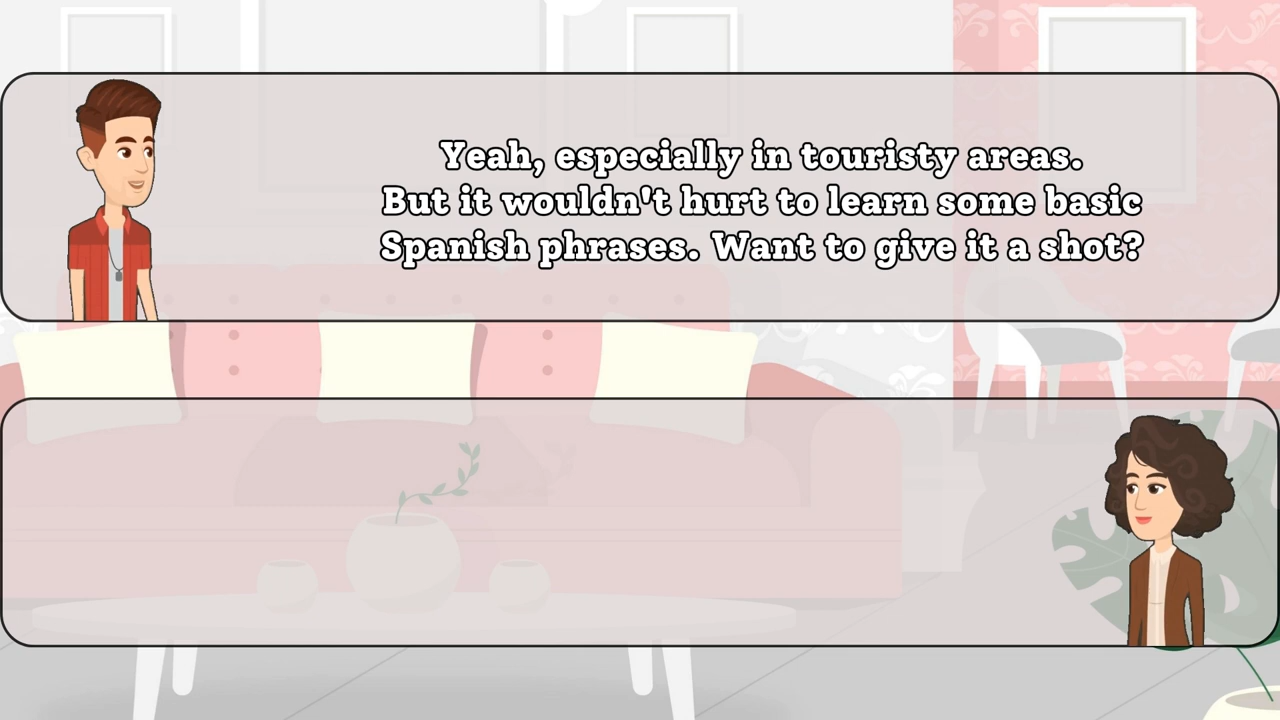 Yeah, especially in touristy areas.
But it wouldn't hurt to learn some basic
Spanish phrases. Want to give it a shot?